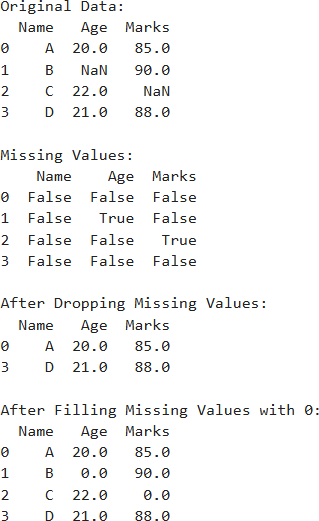 Original Data:
  Name   Age  Marks
0    A  20.0   85.0
1    B   NaN   90.0
2    C  22.0    NaN
3    D  21.0   88.0

Missing Values:
    Name    Age  Marks
0  False  False  False
1  False   True  False
2  False  False   True
3  False  False  False

After Dropping Missing Values:
  Name   Age  Marks
0    A  20.0   85.0
3    D  21.0   88.0

After Filling Missing Values with 0:
  Name   Age  Marks
0    A  20.0   85.0
1    B   0.0   90.0
2    C  22.0    0.0
3    D  21.0   88.0